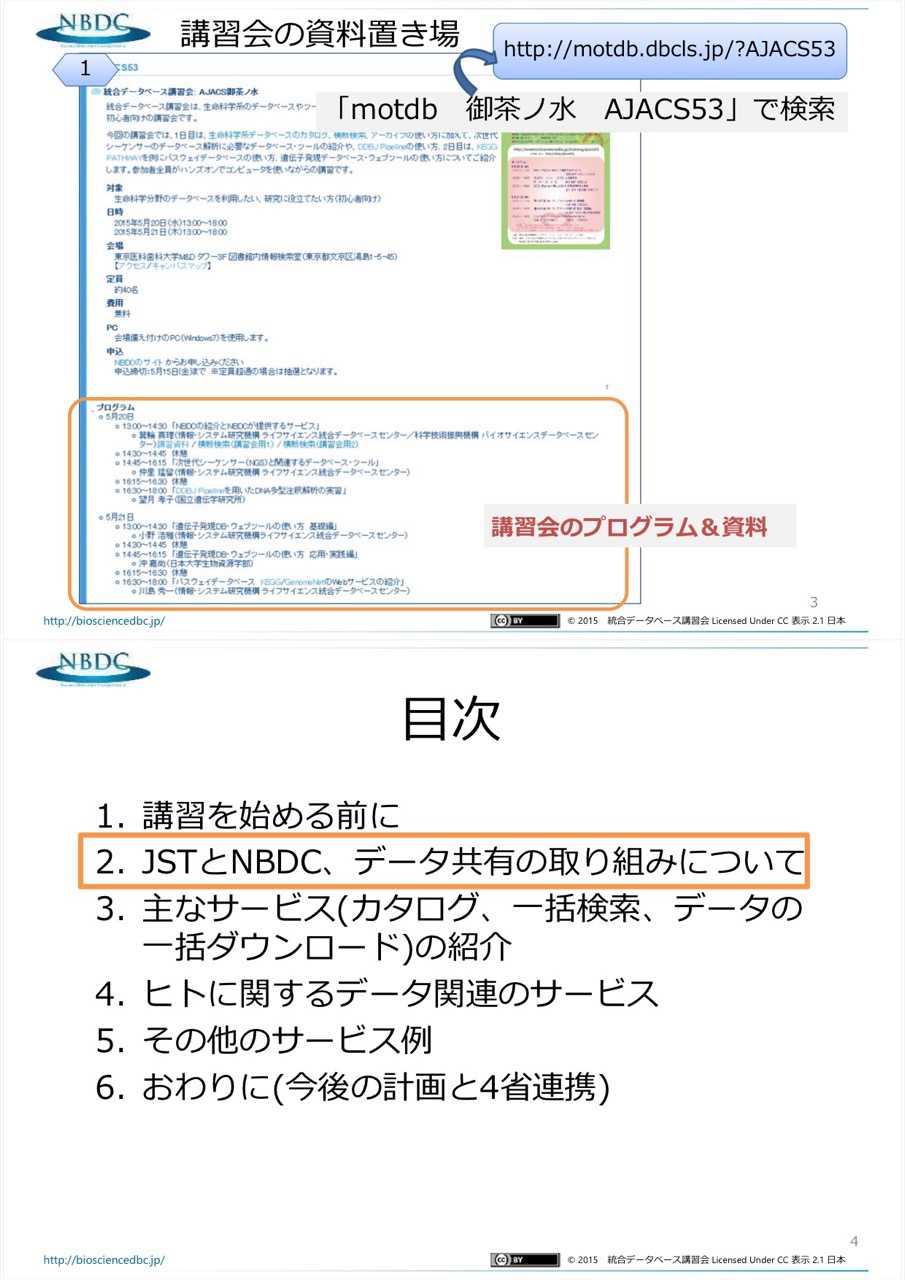 NBDC
講習会の資料置き場
http://motdb.dbcls.jp/?AJACS53
1
CS53
「motdb 御茶ノ水 AJACS53」で検索
統合データベース講習会: AJACS御茶ノ水
統合データベース講習会は、生命科学系のデータベースやツー
初心者向けの講習会です。
今回の講習会では、1日目は、生命科学系データベースのカタログ、横断検索、アーカイブの使い方に加えて、次世代
シーケンサーのデータベース解析に必要なデータベース・ツールの紹介や、DDBJ Pipelineの使い方、2日目は、KEGG
PATHWAYを例にパスウェイデータベースの使い方、遺伝子発現データベース・ウェブツールの使い方についてご紹介
します。参加者全員がハンズオンでコンピュータを使いながらの講習です。
対象
生命科学分野のデータベースを利用したい、研究に役立てたい方(初心者向け)
日時
2015年5月20日(水)13:00〜18:00
2015年5月21日(木)13:00〜18:00
会場
東京医科歯科大学M&D タワー3F 図書館内情報検索室(東京都文京区湯島1-5-45)
【アクセス/キャンパスマップ】
定員
約40名
費用
無料
PC
会場備え付けのPC(Windows7)を使用します。
申込
NBDCのサイト からお申し込みください
申込締切:5月15日(金)まで ※定員超過の場合は抽選となります。
プログラム
5月20日
13:00〜14:30 「NBDCの紹介とNBDCが提供するサービス」
箕輪 真理(情報・システム研究機構 ライフサイエンス統合データベースセンター/科学技術振興機構 バイオサイエンスデータベースセン
ター)講習資料 / 横断検索(講習会用1) / 横断検索(講習会用2)
14:30〜14:45 休憩
14:45〜16:15 「次世代シーケンサー(NGS)と関連するデータベース・ツール」
仲里 猛留(情報・システム研究機構 ライフサイエンス統合データベースセンター)
16:15〜16:30 休憩
16:30〜18:00 「DDBJ Pipelineを用いたDNA多型注釈解析の実習」
望月 孝子(国立遺伝学研究所)
5月21日
13:00〜14:30 「遺伝子発現DB・ウェブツールの使い方 基礎編」
小野 浩雅(情報・システム研究機構ライフサイエンス統合データベースセンター)
14:30〜14:45 休憩
14:45〜16:15 「遺伝子発現DB・ウェブツールの使い方 応用・実践編」
沖 嘉尚(日本大学生物資源学部)
16:15〜16:30 休憩
16:30〜18:00 「パスウェイデータベース KEGG/GenomeNetのWebサービスの紹介」
川島 秀一(情報・システム研究機構 ライフサイエンス統合データベースセンター)
講習会のプログラム＆資料
3
http://biosciencedbc.jp/
cc BY
© 2015 統合データベース講習会 Licensed Under CC 表示 2.1 日本
NBDC
目次
1. 講習を始める前に
2. JSTとNBDC、データ共有の取り組みについて
3. 主なサービス(カタログ、一括検索、データの
一括ダウンロード)の紹介
4. ヒトに関するデータ関連のサービス
5. その他のサービス例
6. おわりに(今後の計画と4省連携)
4
http://biosciencedbc.jp/
cc BY
© 2015 統合データベース講習会 Licensed Under CC 表示 2.1 日本